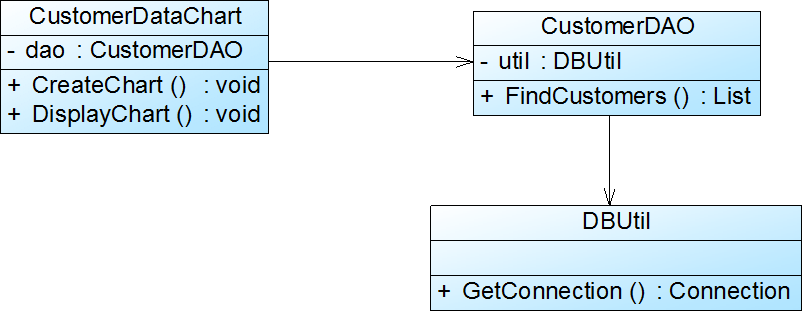 CustomerDataChart
- dao : CustomerDAO
+ CreateChart () : void
+ DisplayChart () : void
CustomerDAO
- util : DBUtil
+ FindCustomers () : List
DBUtil
+ GetConnection () : Connection